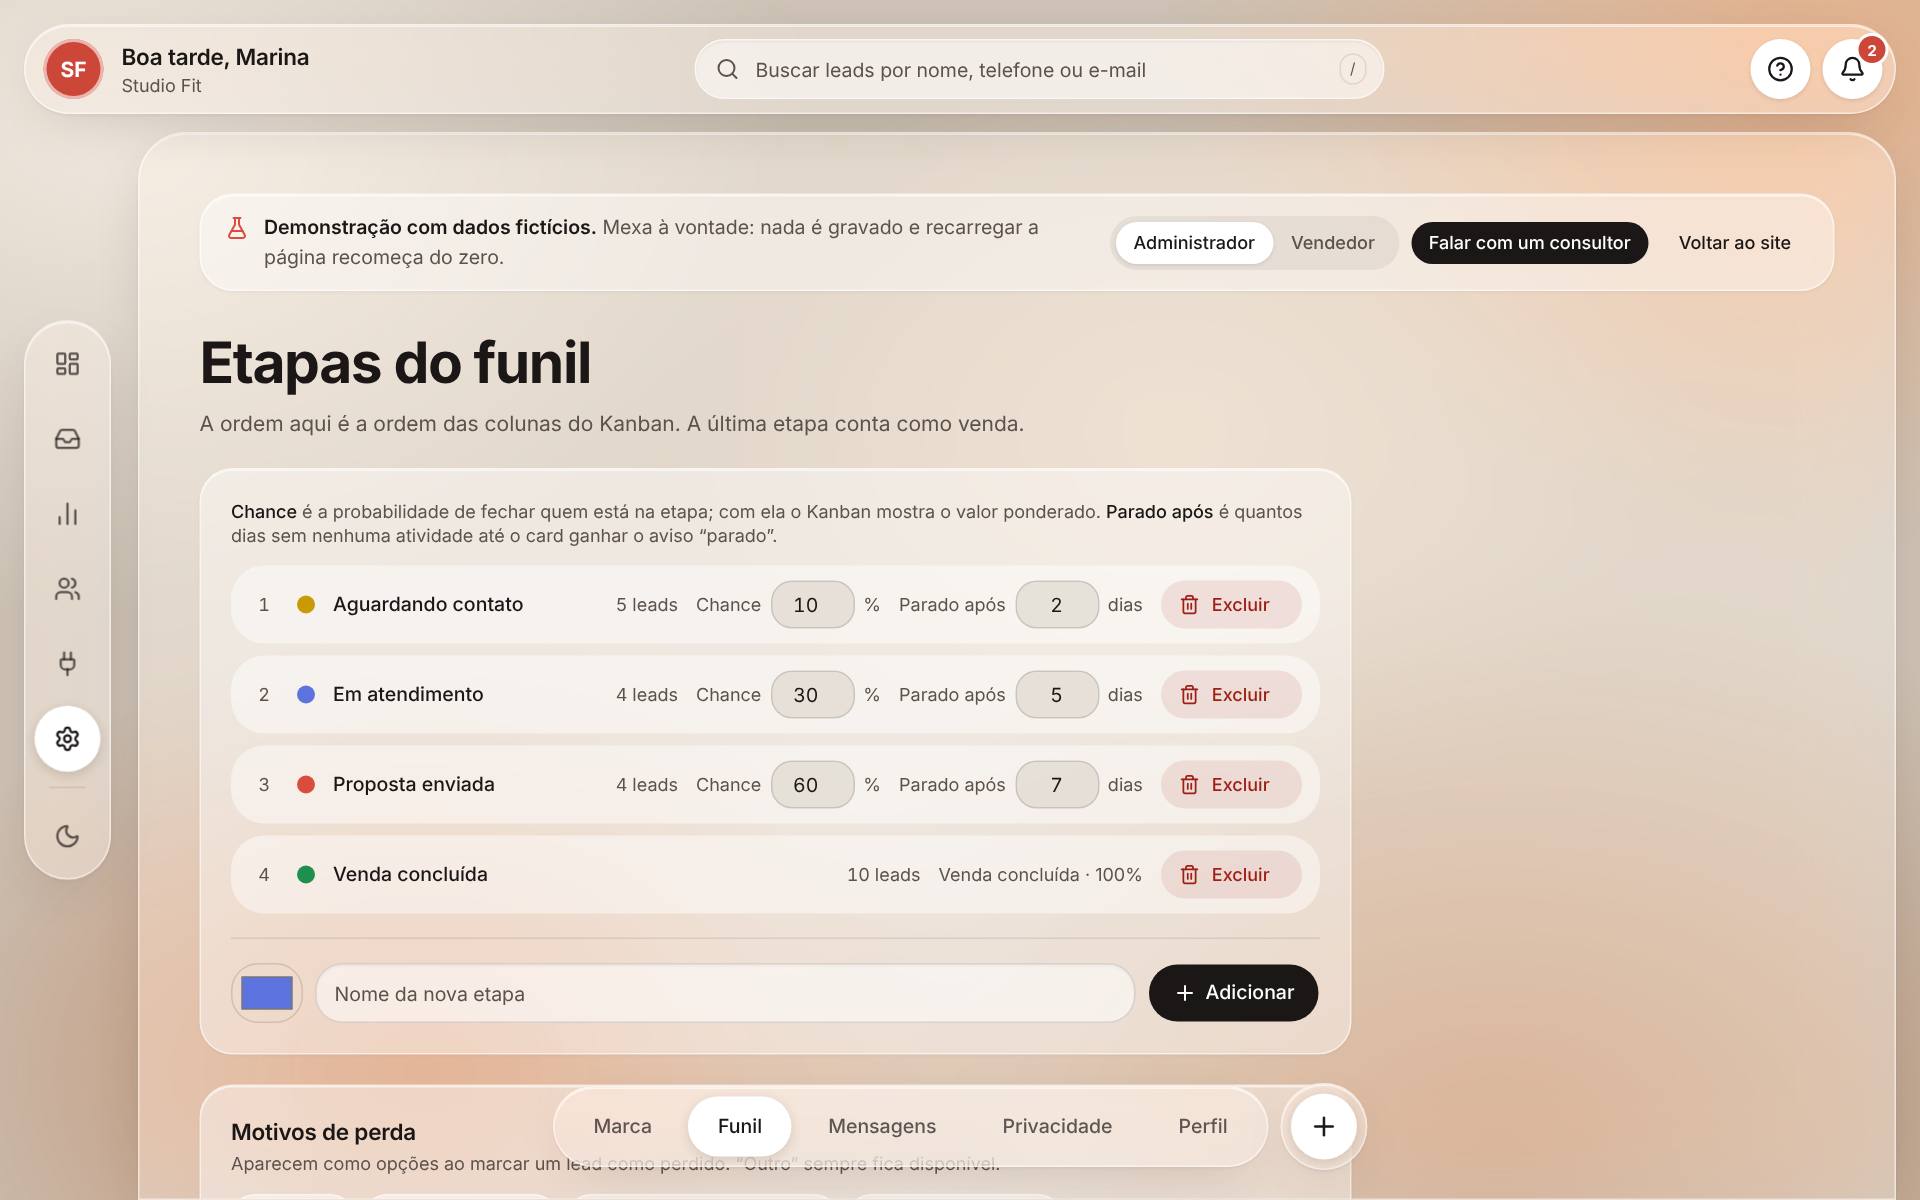 SF
Boa tarde, Marina
Studio Fit
Buscar leads por nome, telefone ou e-mail
/
2
Demonstração com dados fictícios. Mexa à vontade: nada é gravado e recarregar a
página recomeça do zero.
Administrador
Vendedor
Falar com um consultor
Voltar ao site
Etapas do funil
A ordem aqui é a ordem das colunas do Kanban. A última etapa conta como venda.
Chance é a probabilidade de fechar quem está na etapa; com ela o Kanban mostra o valor ponderado. Parado após é quantos
dias sem nenhuma atividade até o card ganhar o aviso “parado”.
1 Aguardando contato 5 leads Chance 10 % Parado após 2 dias Excluir
2 Em atendimento 4 leads Chance 30 % Parado após 5 dias Excluir
3 Proposta enviada 4 leads Chance 60 % Parado após 7 dias Excluir
4 Venda concluída 10 leads Venda concluída · 100% Excluir
Nome da nova etapa
Adicionar
Motivos de perda
Aparecem como opções ao marcar um lead como perdido. “Outro” sempre fica disponível.
Marca
Funil
Mensagens
Privacidade
Perfil